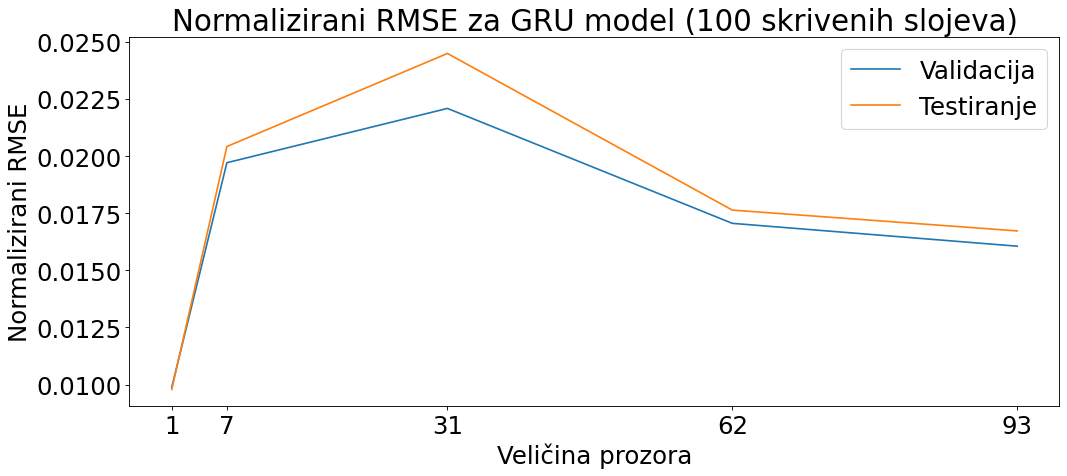 Normalizirani RMSE za GRU model (100 skrivenih slojeva)
Normalizirani RMSE
0.0250
0.0225
0.0200
0.0175
0.0150
0.0125
0.0100
Validacija
Testiranje
1 7 31 62 93
Veličina prozora